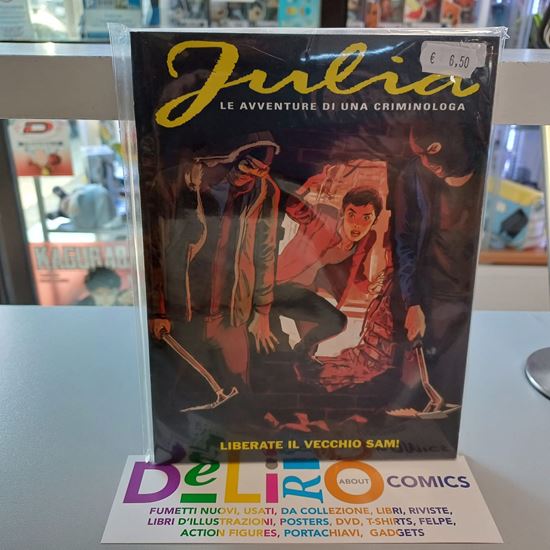 Julia
€ 6,50
LE AVVENTURE DI UNA CRIMINOLOGA
KAGURAB
LIBERATE IL VECCHIO SAM!
DeLiRiO
ABOUT
COMICS
FUMETTI NUOVI, USATI, DA COLLEZIONE, LIBRI, RIVISTE,
LIBRI D'ILLUSTRAZIONI, POSTERS, DVD, T-SHIRTS, FELPE,
ACTION FIGURES, PORTACHIAVI, GADGETS